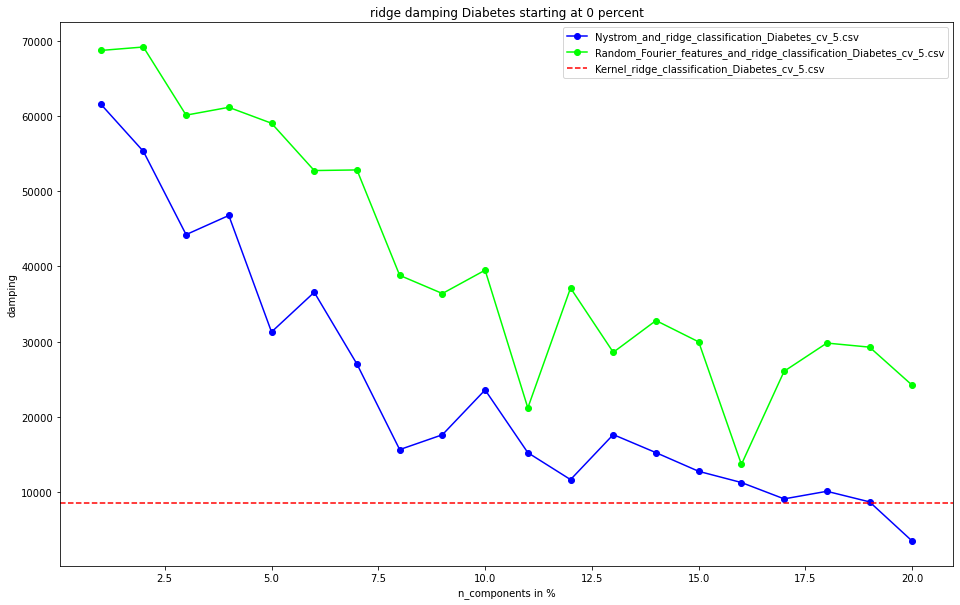 ridge damping Diabetes starting at 0 percent
Nystrom_and_ridge_classification_Diabetes_cv_5.csv
Random_Fourier_features_and_ridge_classification_Diabetes_cv_5.csv
Kernel_ridge_classification_Diabetes_cv_5.csv
70000
60000
50000
40000
30000
20000
10000
damping
2.5 5.0 7.5 10.0 12.5 15.0 17.5 20.0
n_components in %